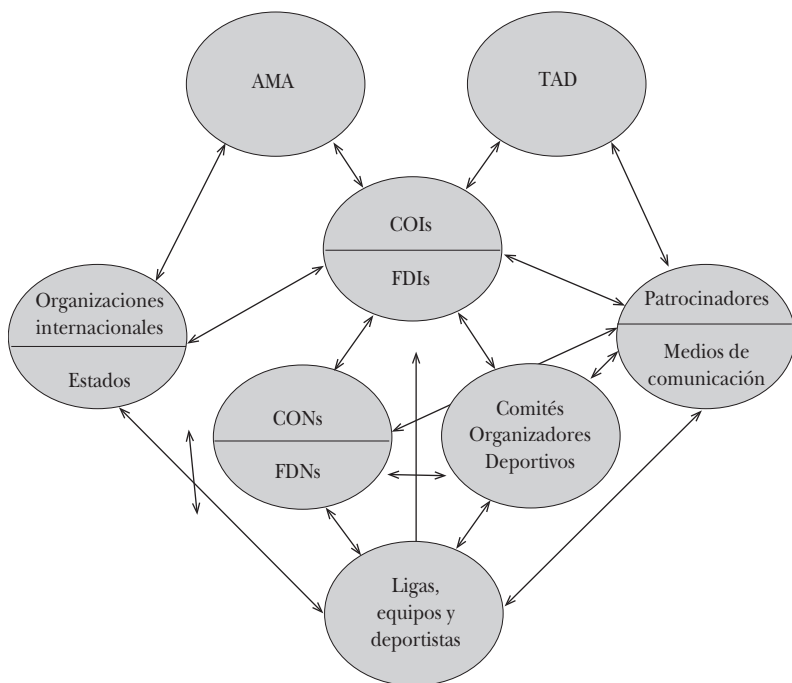 AMA
TAD
COIs
FDIs
Organizaciones
internacionales
Estados
Patrocinadores
Medios de
comunicación
CONs
FDNs
Comités
Organizadores
Deportivos
Ligas,
equipos y
deportistas